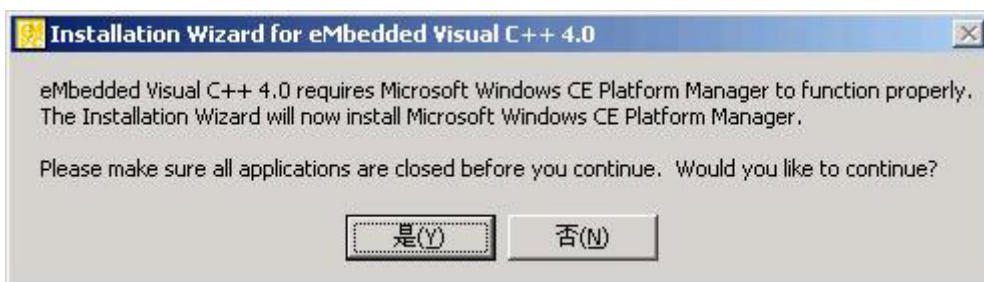 Installation Wizard for eMbedded Visual C++ 4.0
eMbedded Visual C++ 4.0 requires Microsoft Windows CE Platform Manager to function properly.
The Installation Wizard will now install Microsoft Windows CE Platform Manager.
Please make sure all applications are closed before you continue.  Would you like to continue?
是(Y) 否(N)